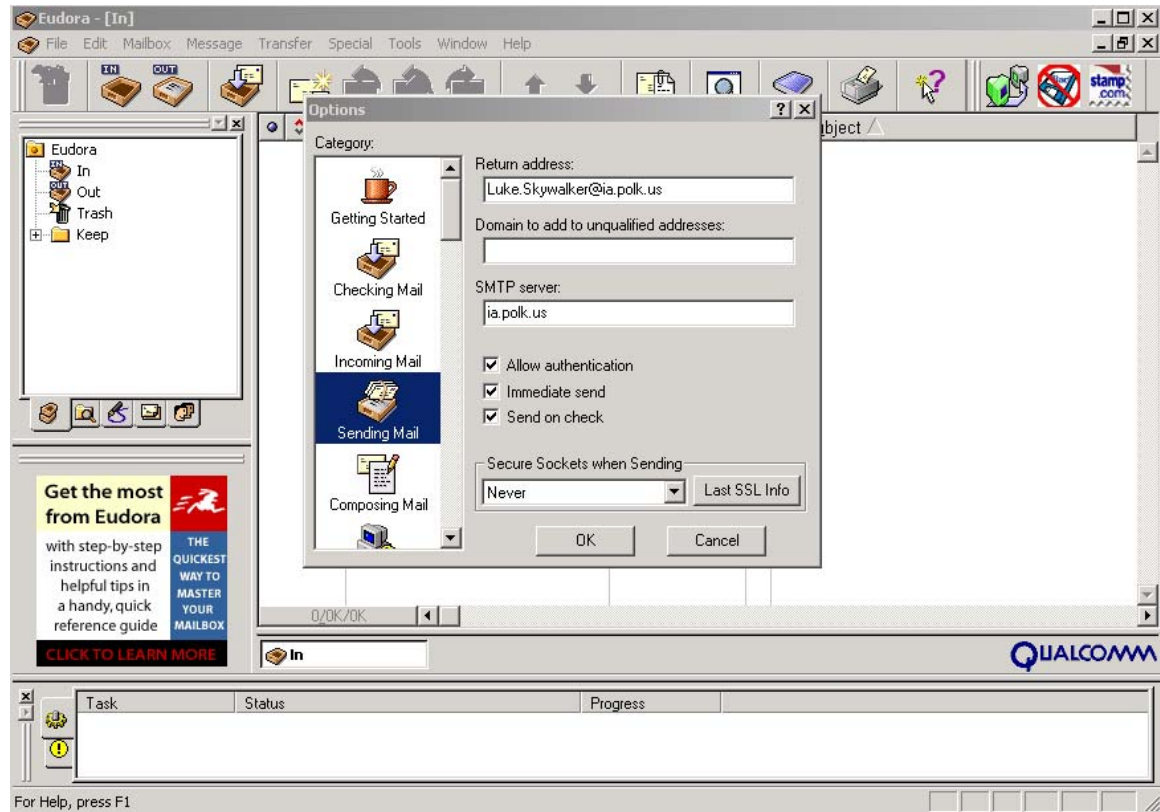 Eudora - [In]
File Edit Mailbox Message Transfer Special Tools Window Help
IN OUT
stamps
.com
Options
Category:
Getting Started
Checking Mail
Incoming Mail
Sending Mail
Composing Mail
Return address:
Luke.Skywalker@ia.polk.us
Domain to add to unqualified addresses:
SMTP server:
ia.polk.us
Allow authentication
Immediate send
Send on check
Secure Sockets when Sending
Never
Last SSL Info
OK Cancel
Eudora
In
Out
Trash
Keep
Get the most
from Eudora
with step-by-step
instructions and
helpful tips in
a handy, quick
reference guide
THE
QUICKEST
WAY TO
MASTER
YOUR
MAILBOX
CLICK TO LEARN MORE
0/0K/0K
In
QUALCOMM
Task Status Progress
For Help, press F1